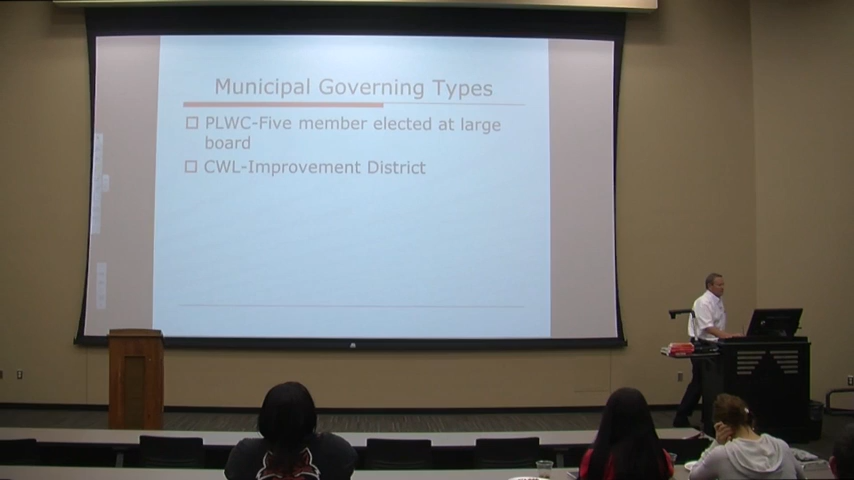 Municipal Governing Types
PLWC-Five member elected at large
board
CWL-Improvement District